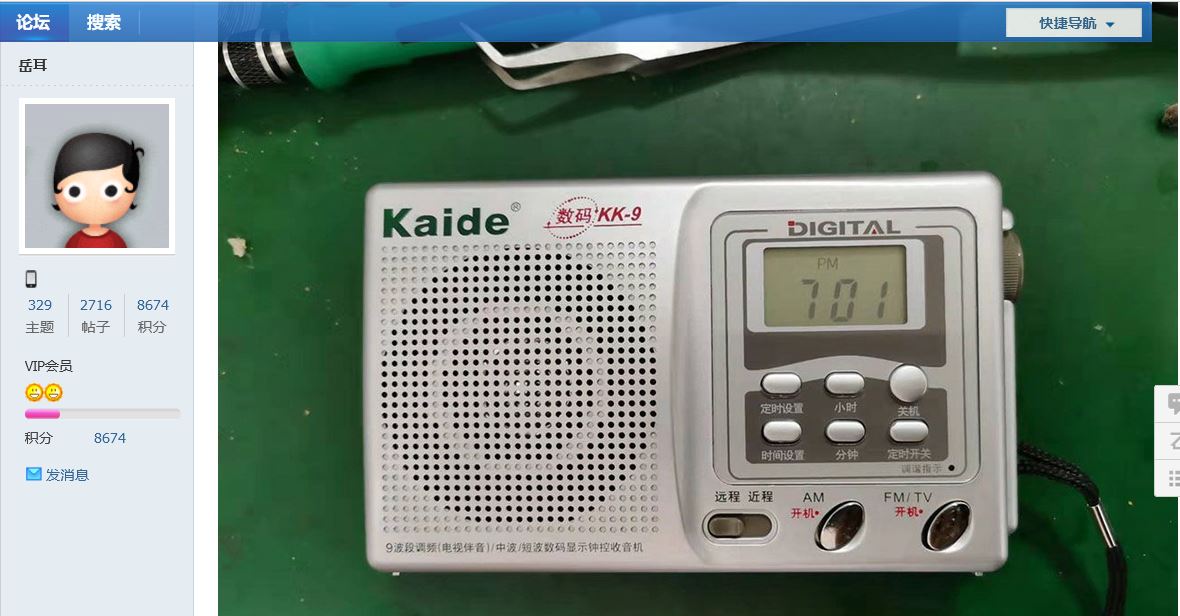 论坛
搜索
快捷导航
岳耳
329 2716 8674
主题 帖子 积分
VIP会员
积分 8674
发消息
Kaide®
数码 KK-9
DIGITAL
PM
701
定时设置 小时 关机
时间设置 分钟 定时开关
调谐指示
远程 近程 AM FM/TV
开机 开机
9波段调频(电视伴音)/中波/短波数码显示钟控收音机